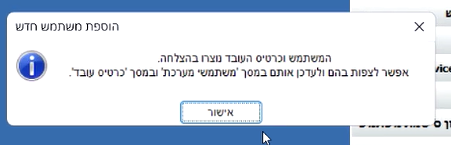 הוספת משתמש חדש
המשתמש וכרטיס העובד נוצרו בהצלחה.
אפשר לצפות בהם ולעדכן אותם במסך 'משתמשי מערכת' ובמסך 'כרטיס עובד'.
אישור